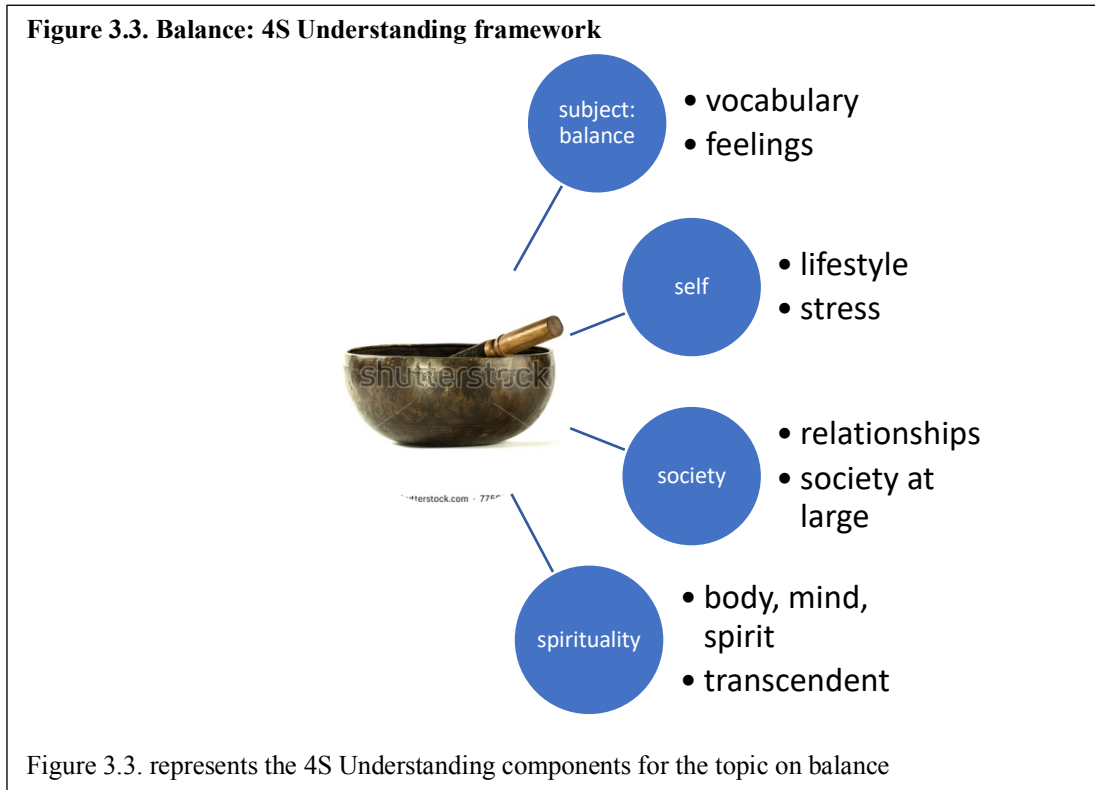 Figure 3.3. Balance: 4S Understanding framework
subject:
balance
• vocabulary
• feelings
self
• lifestyle
• stress
shutterstock
society
• relationships
• society at
large
spirituality
• body, mind,
spirit
• transcendent
Figure 3.3. represents the 4S Understanding components for the topic on balance